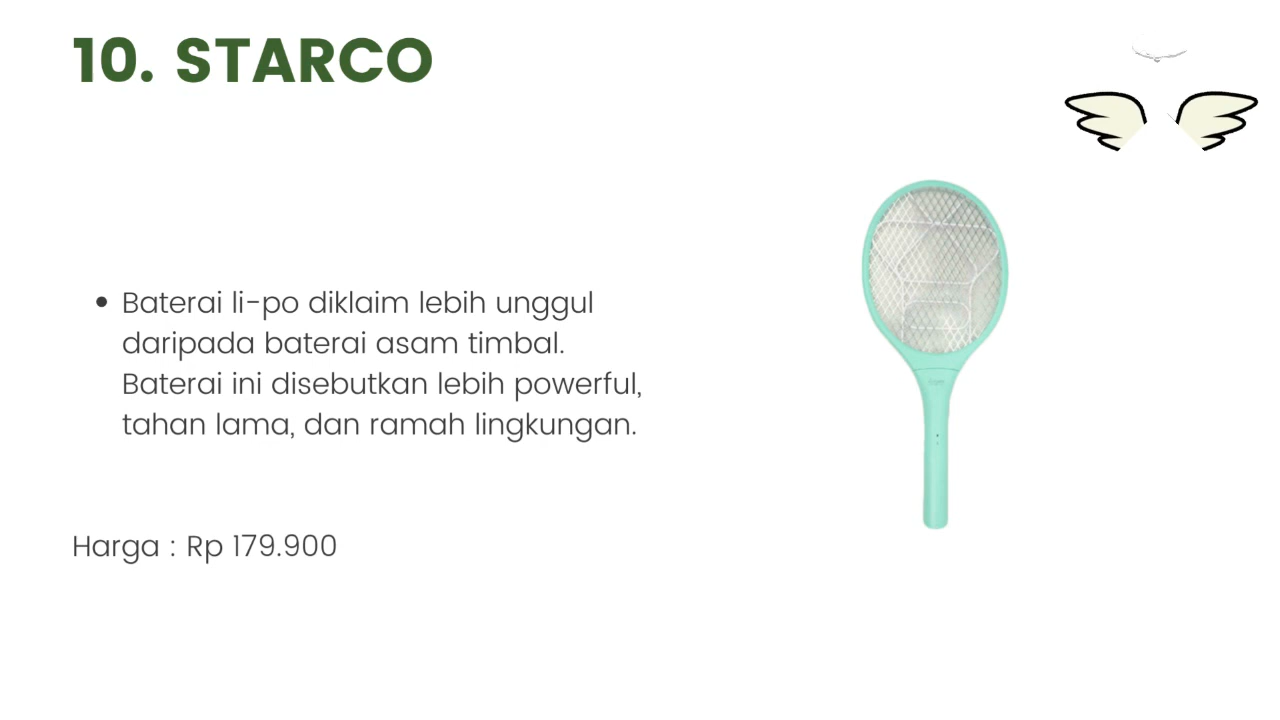 10. STARCO
Baterai li-po diklaim lebih unggul
daripada baterai asam timbal.
Baterai ini disebutkan lebih powerful,
tahan lama, dan ramah lingkungan.
Harga : Rp 179.900